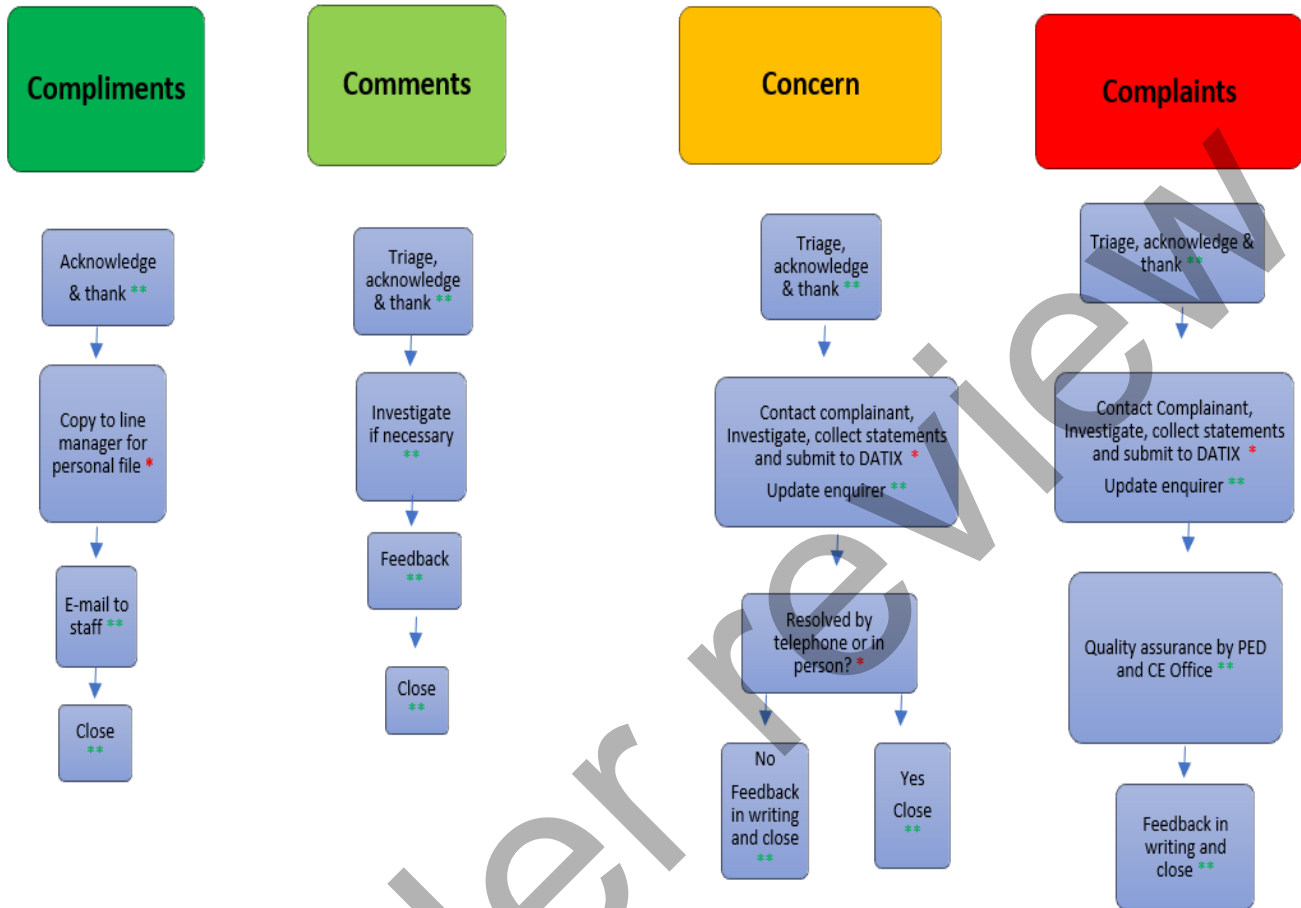 Compliments
Comments
Concern
Complaints
Acknowledge
& thank **
Copy to line
manager for
personal file *
E-mail to
staff **
Close
**
Triage,
acknowledge
& thank **
Investigate
if necessary
**
Feedback
**
Close
**
Triage,
acknowledge
& thank **
Contact complainant,
Investigate, collect statements
and submit to DATIX *
Update enquirer **
Resolved by
telephone or in
person? *
No
Feedback
in writing
and close
**
Yes
Close
**
Triage, acknowledge &
thank **
Contact Complainant,
Investigate, collect statements
and submit to DATIX *
Update enquirer **
Quality assurance by PED
and CE Office **
Feedback in
writing and
close **
der review